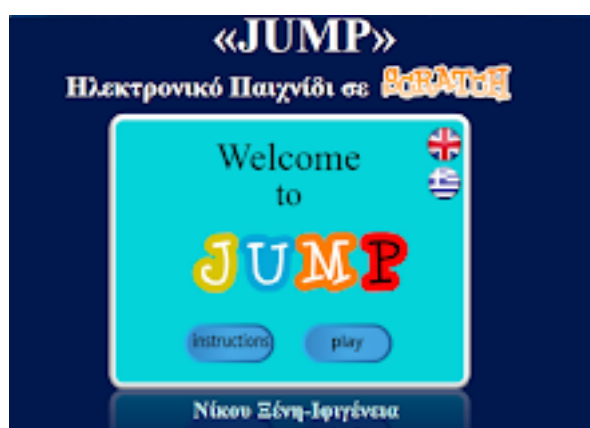 «JUMP»
Ηλεκτρονικό Παιχνίδι σε SCRATCH
Welcome
to
JUMP
instructions play
Νίκου Ξένη-Ιφιγένεια